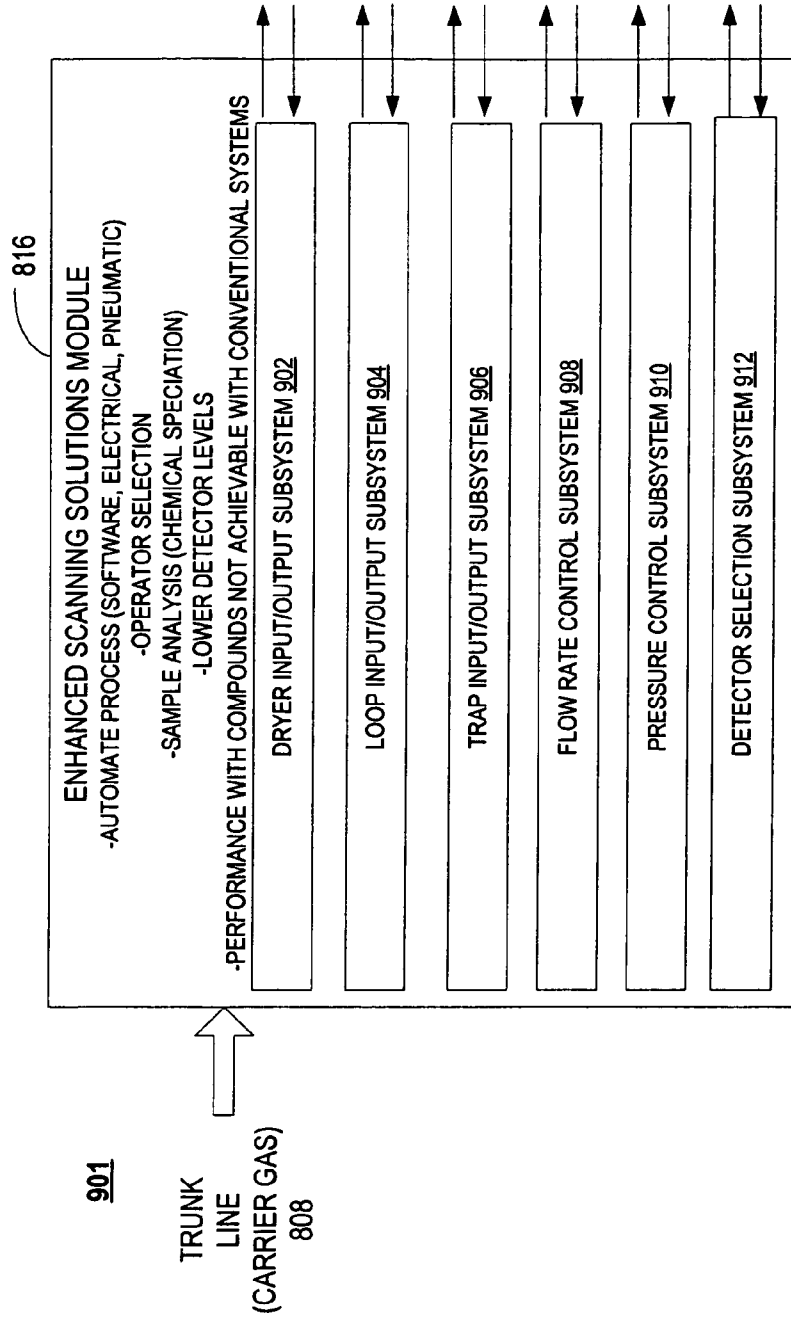 901
TRUNK
LINE
(CARRIER GAS)
808
816
ENHANCED SCANNING SOLUTIONS MODULE
-AUTOMATE PROCESS (SOFTWARE, ELECTRICAL, PNEUMATIC)
-OPERATOR SELECTION
-SAMPLE ANALYSIS (CHEMICAL SPECIATION)
-LOWER DETECTOR LEVELS
-PERFORMANCE WITH COMPOUNDS NOT ACHIEVABLE WITH CONVENTIONAL SYSTEMS
DRYER INPUT/OUTPUT SUBSYSTEM 902
LOOP INPUT/OUTPUT SUBSYSTEM 904
TRAP INPUT/OUTPUT SUBSYSTEM 906
FLOW RATE CONTROL SUBSYSTEM 908
PRESSURE CONTROL SUBSYSTEM 910
DETECTOR SELECTION SUBSYSTEM 912